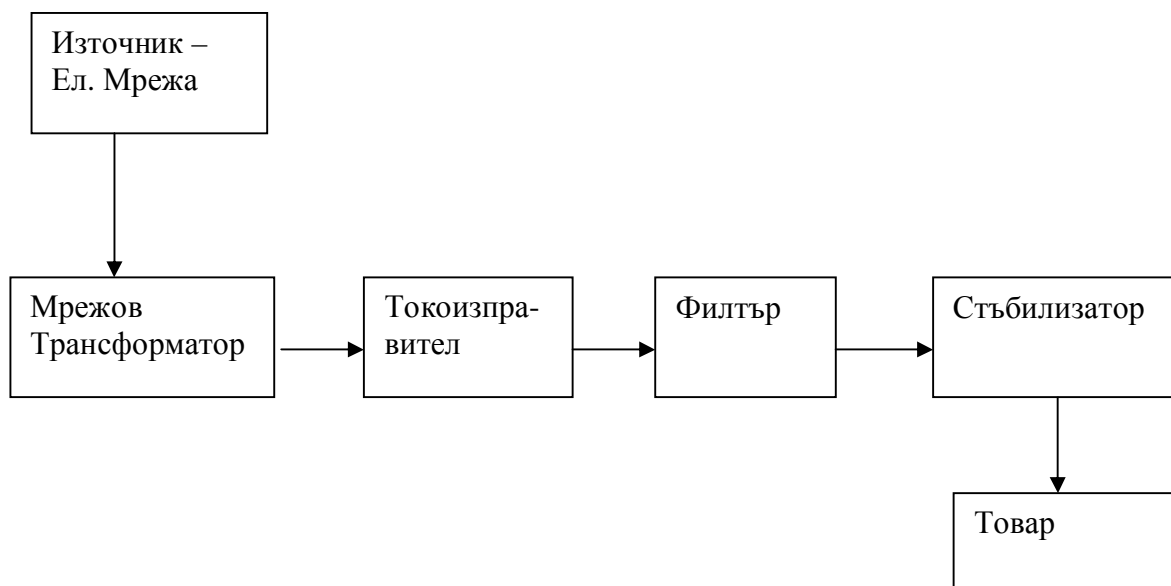 Източник –
Ел. Мрежа
Мрежов
Трансформатор
Токоизпра-
вител
Филтър
Стъбилизатор
Товар